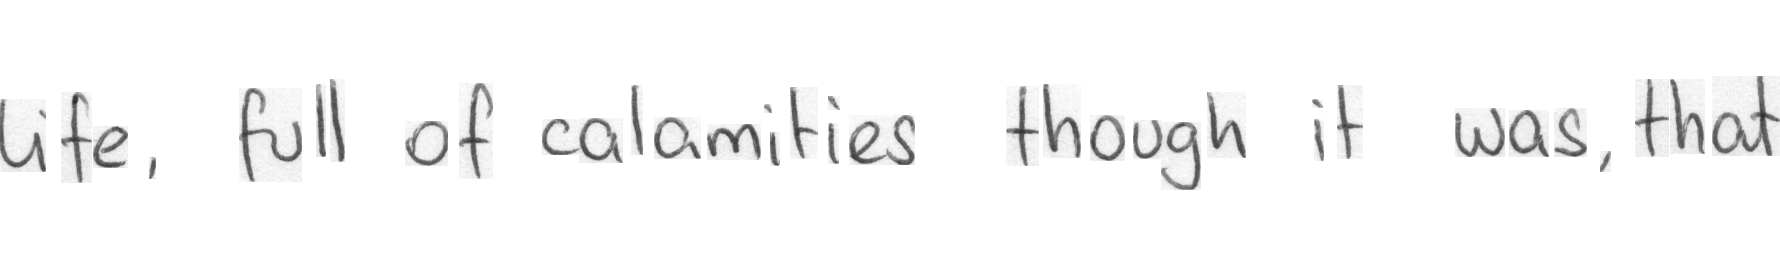 life, full of calamities though it was, that